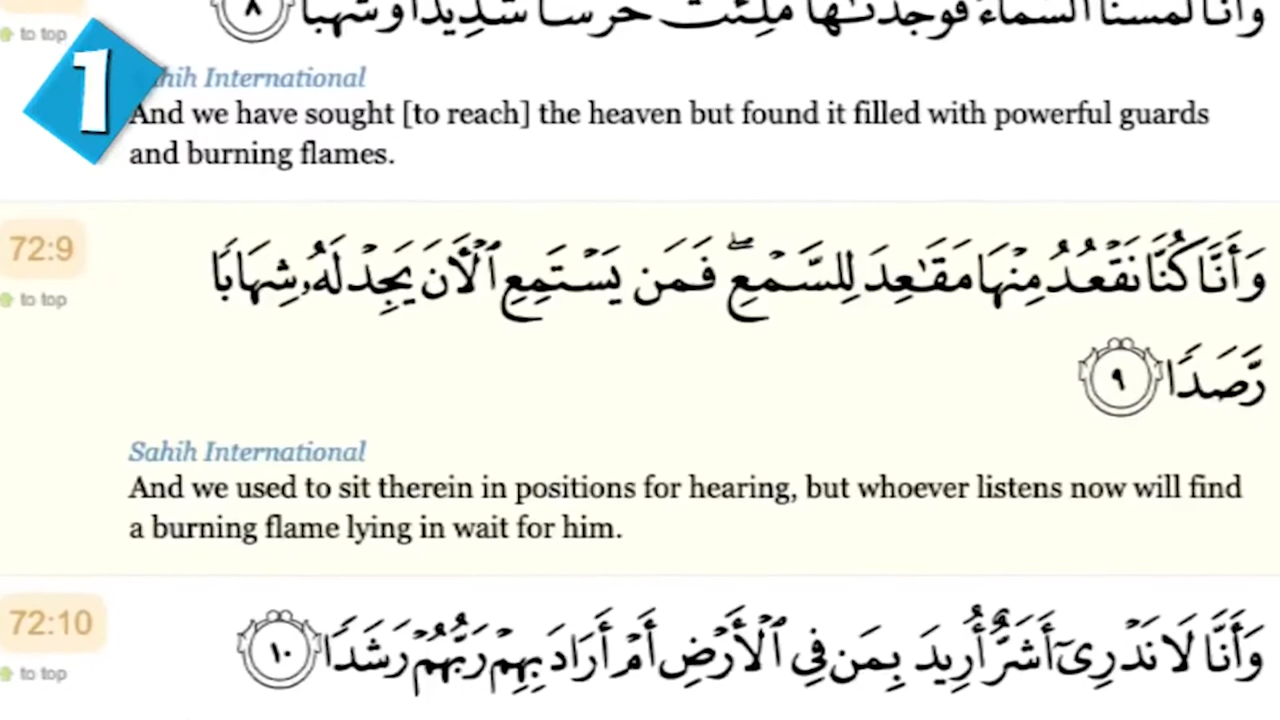 وَأَنَّا لَمَسْنَا ٱلسَّمَآءَ فَوَجَدْنَٰهَا مُلِئَتْ حَرَسًا شَدِيدًا وَشُهُبًا ٨
to top
1
Sahih International
And we have sought [to reach] the heaven but found it filled with powerful guards
and burning flames.
72:9
وَأَنَّا كُنَّا نَقْعُدُ مِنْهَا مَقَٰعِدَ لِلسَّمْعِ ۖ فَمَن يَسْتَمِعِ ٱلْـَٔانَ يَجِدْ لَهُۥ شِهَابًا
to top
رَّصَدًا ٩
Sahih International
And we used to sit therein in positions for hearing, but whoever listens now will find
a burning flame lying in wait for him.
72:10
وَأَنَّا لَا نَدْرِىٓ أَشَرٌّ أُرِيدَ بِمَن فِى ٱلْأَرْضِ أَمْ أَرَادَ بِهِمْ رَبُّهُمْ رَشَدًا ١٠
to top